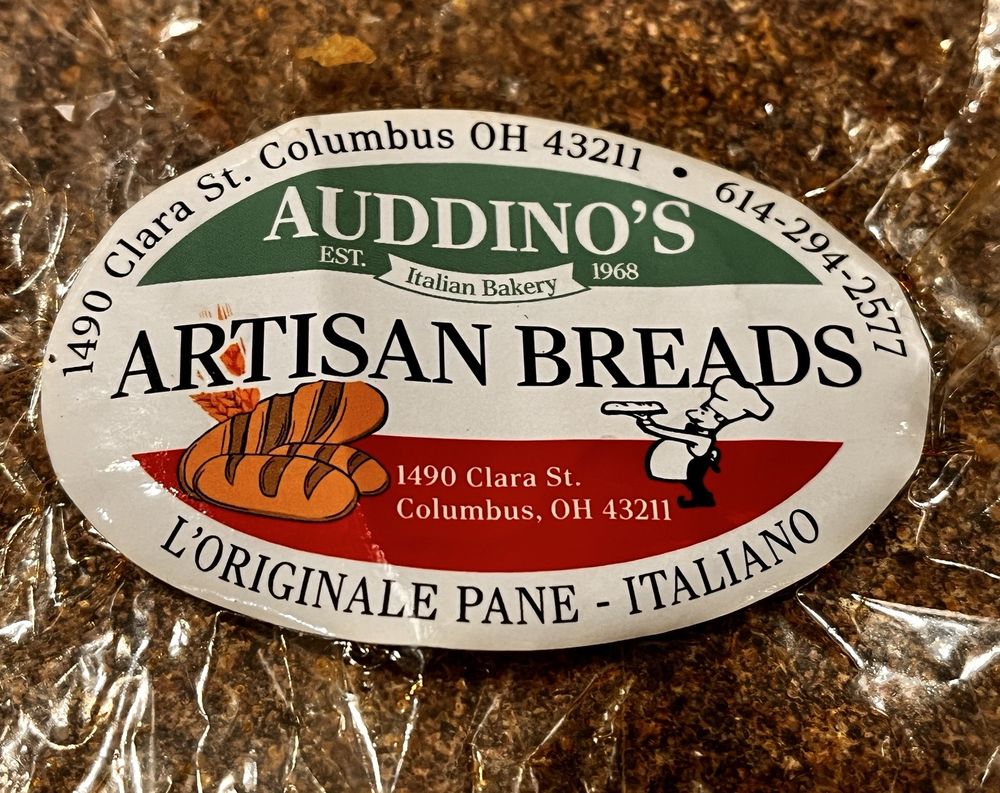 1490 Clara St. Columbus OH 43211 • 614-294-2577
AUDDINO'S
EST. Italian Bakery 1968
ARTISAN BREADS
1490 Clara St.
Columbus, OH 43211
L'ORIGINALE PANE - ITALIANO